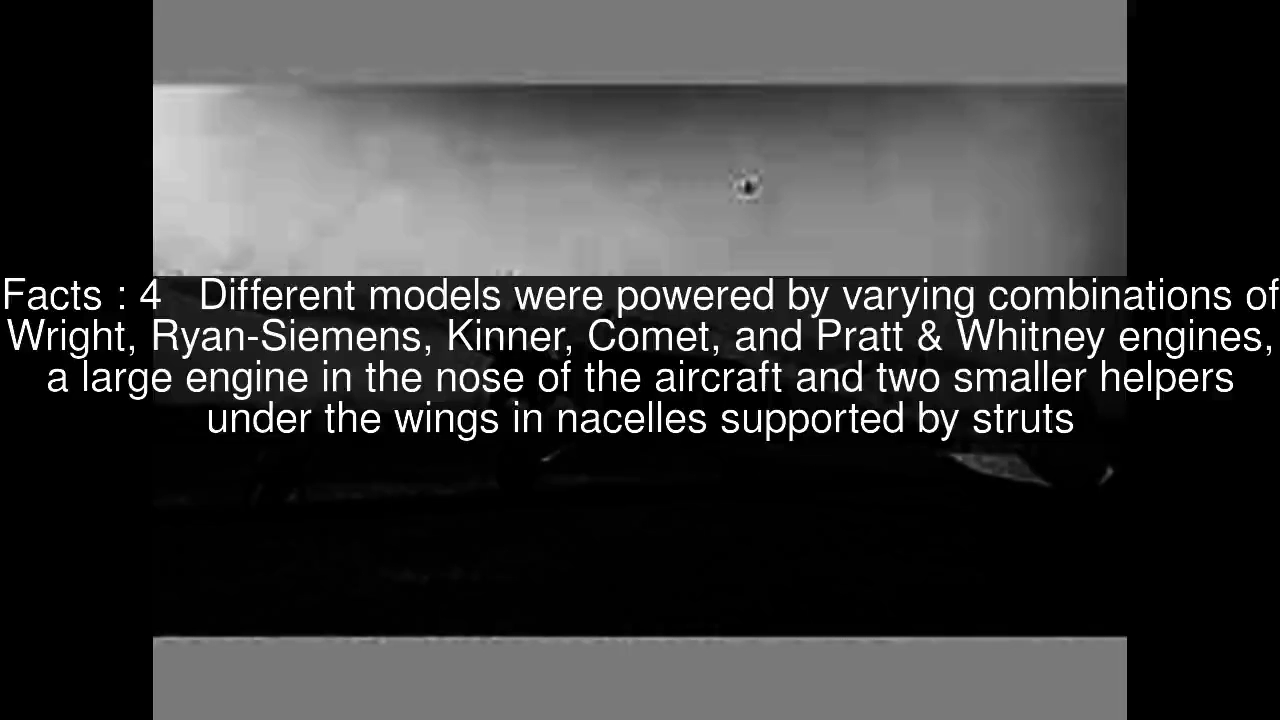 Facts : 4   Different models were powered by varying combinations of
Wright, Ryan-Siemens, Kinner, Comet, and Pratt & Whitney engines,
a large engine in the nose of the aircraft and two smaller helpers
under the wings in nacelles supported by struts